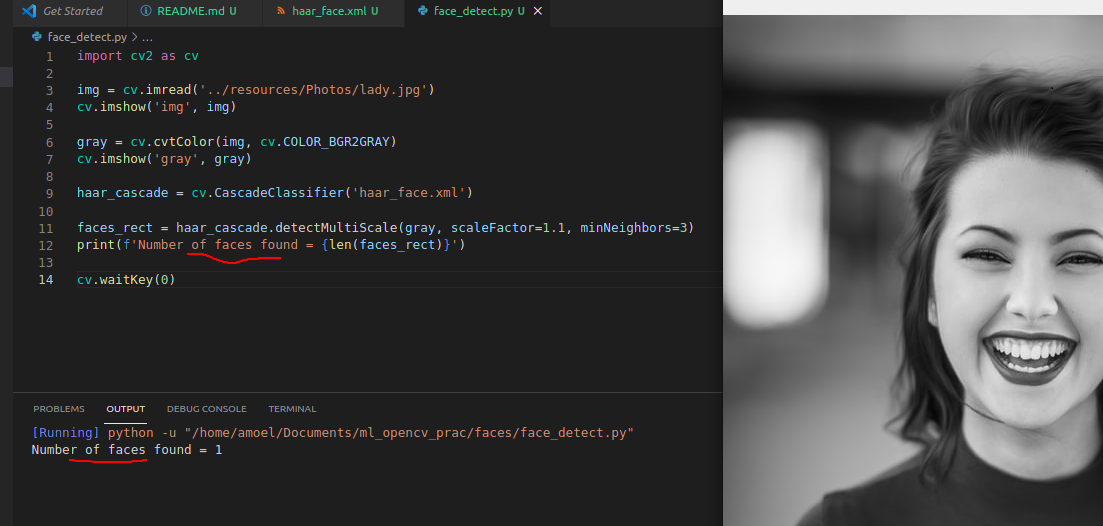 Get Started README.md U haar_face.xml U face_detect.py U
face_detect.py > ...
1 import cv2 as cv
2
3 img = cv.imread('../resources/Photos/lady.jpg')
4 cv.imshow('img', img)
5
6 gray = cv.cvtColor(img, cv.COLOR_BGR2GRAY)
7 cv.imshow('gray', gray)
8
9 haar_cascade = cv.CascadeClassifier('haar_face.xml')
10
11 faces_rect = haar_cascade.detectMultiScale(gray, scaleFactor=1.1, minNeighbors=3)
12 print(f'Number of faces found = {len(faces_rect)}')
13
14 cv.waitKey(0)
PROBLEMS OUTPUT DEBUG CONSOLE TERMINAL
[Running] python -u "/home/amoel/Documents/ml_opencv_prac/faces/face_detect.py"
Number of faces found = 1